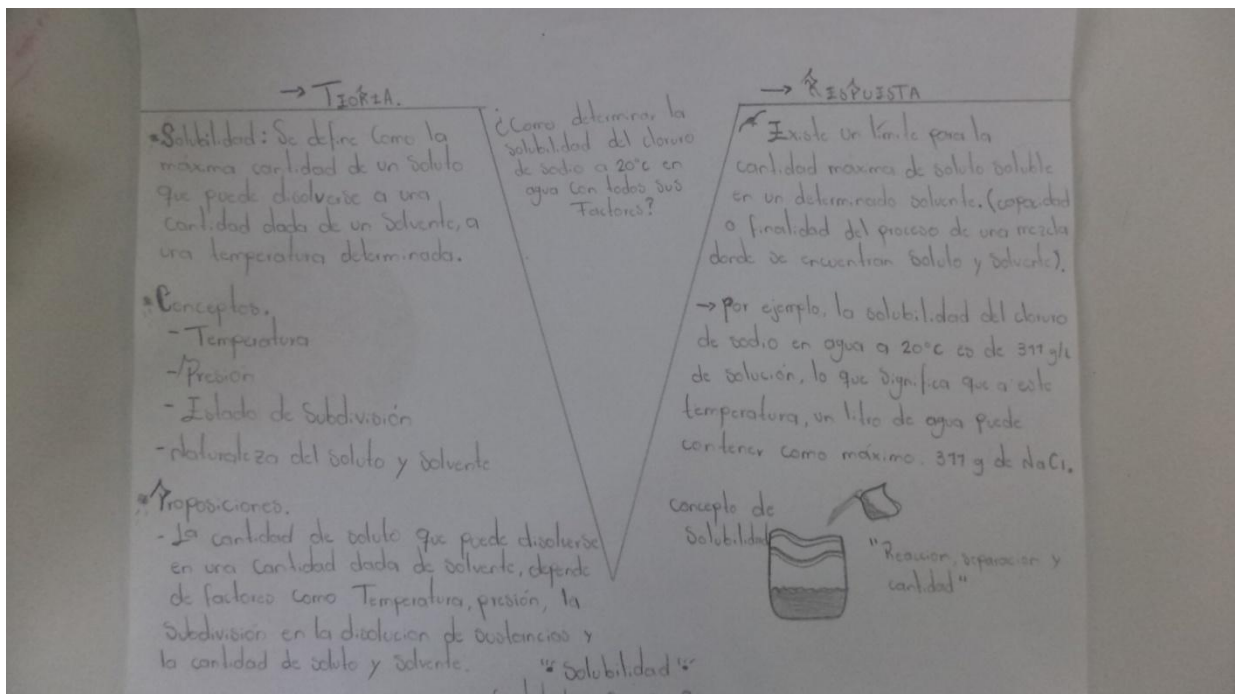 → TEORIA.
• Solubilidad: Se define como la
máxima cantidad de un soluto
que puede disolverse a una
cantidad dada de un solvente, a
una temperatura determinada.
• Conceptos.
- Temperatura
- Presión
- Estado de Subdivisión
- Naturaleza del soluto y solvente
• Proposiciones.
- La cantidad de soluto que puede disolverse
en una cantidad dada de solvente, depende
de factores como Temperatura, presión, la
Subdivisión en la disolucion de sustancias y
la cantidad de soluto y solvente.
¿Como determinar la
solubilidad del cloruro
de sodio a 20°c en
agua con todos sus
Factores?
→ RESPUESTA
Existe un límite para la
cantidad maxima de soluto soluble
en un determinado solvente. (capacidad
o finalidad del proceso de una mezcla
donde se encuentran soluto y solvente).
→ Por ejemplo, la solubilidad del cloruro
de sodio en agua a 20°c es de 311 g/L
de solución, lo que significa que a esta
temperatura, un litro de agua puede
contener como máximo. 311 g de NaCl.
concepto de
Solubilidad
"Reaccion, separacion y
cantidad"
"Solubilidad"